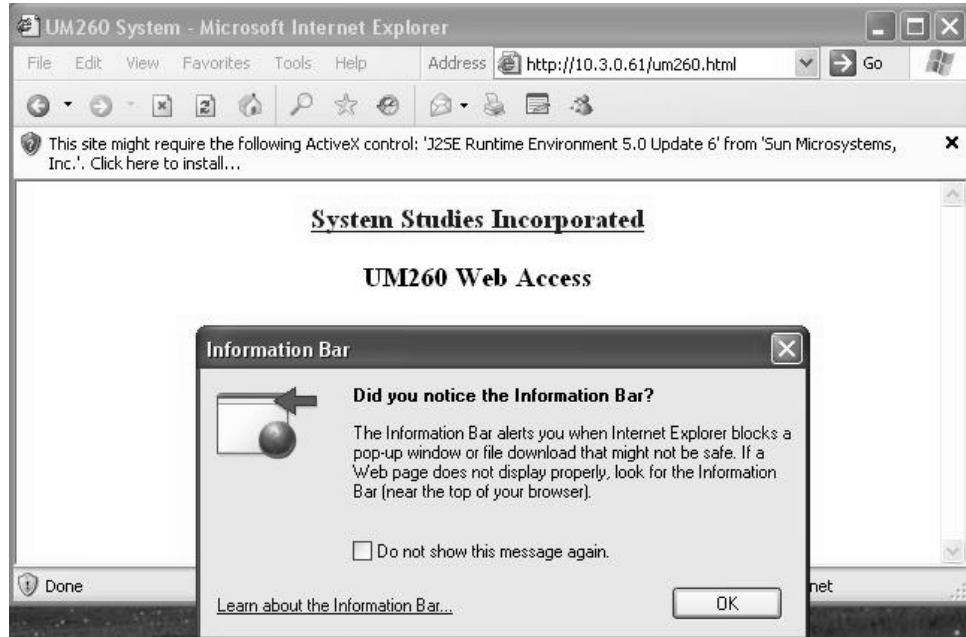 UM260 System - Microsoft Internet Explorer
File Edit View Favorites Tools Help Address http://10.3.0.61/um260.html Go
This site might require the following ActiveX control: 'J2SE Runtime Environment 5.0 Update 6' from 'Sun Microsystems,
Inc.'. Click here to install...
System Studies Incorporated
UM260 Web Access
Information Bar
Did you notice the Information Bar?
The Information Bar alerts you when Internet Explorer blocks a
pop-up window or file download that might not be safe. If a
Web page does not display properly, look for the Information
Bar (near the top of your browser).
Do not show this message again.
Done net
Learn about the Information Bar... OK